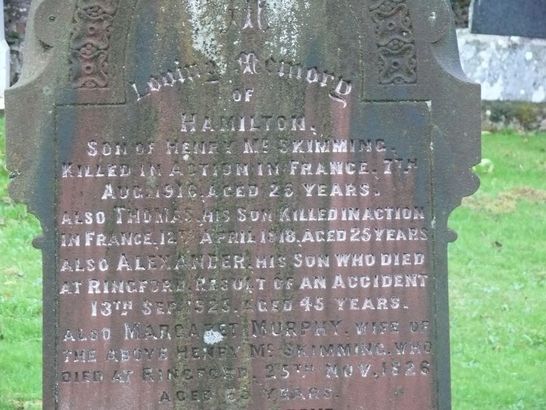 In
Loving Memory
OF
HAMILTON,
SON OF HENRY MC SKIMMING,
KILLED IN ACTION IN FRANCE, 7TH
AUG. 1916, AGED 23 YEARS.
ALSO THOMAS, HIS SON KILLED IN ACTION
IN FRANCE, 12TH APRIL 1918, AGED 25 YEARS
ALSO ALEXANDER, HIS SON WHO DIED
AT RINGFORD, RESULT OF AN ACCIDENT
13TH SEP. 1925, AGED 45 YEARS.
ALSO MARGARET MURPHY, WIFE OF
THE ABOVE HENRY MC SKIMMING, WHO
DIED AT RINGFORD, 25TH NOV, 1926
AGED YEARS.